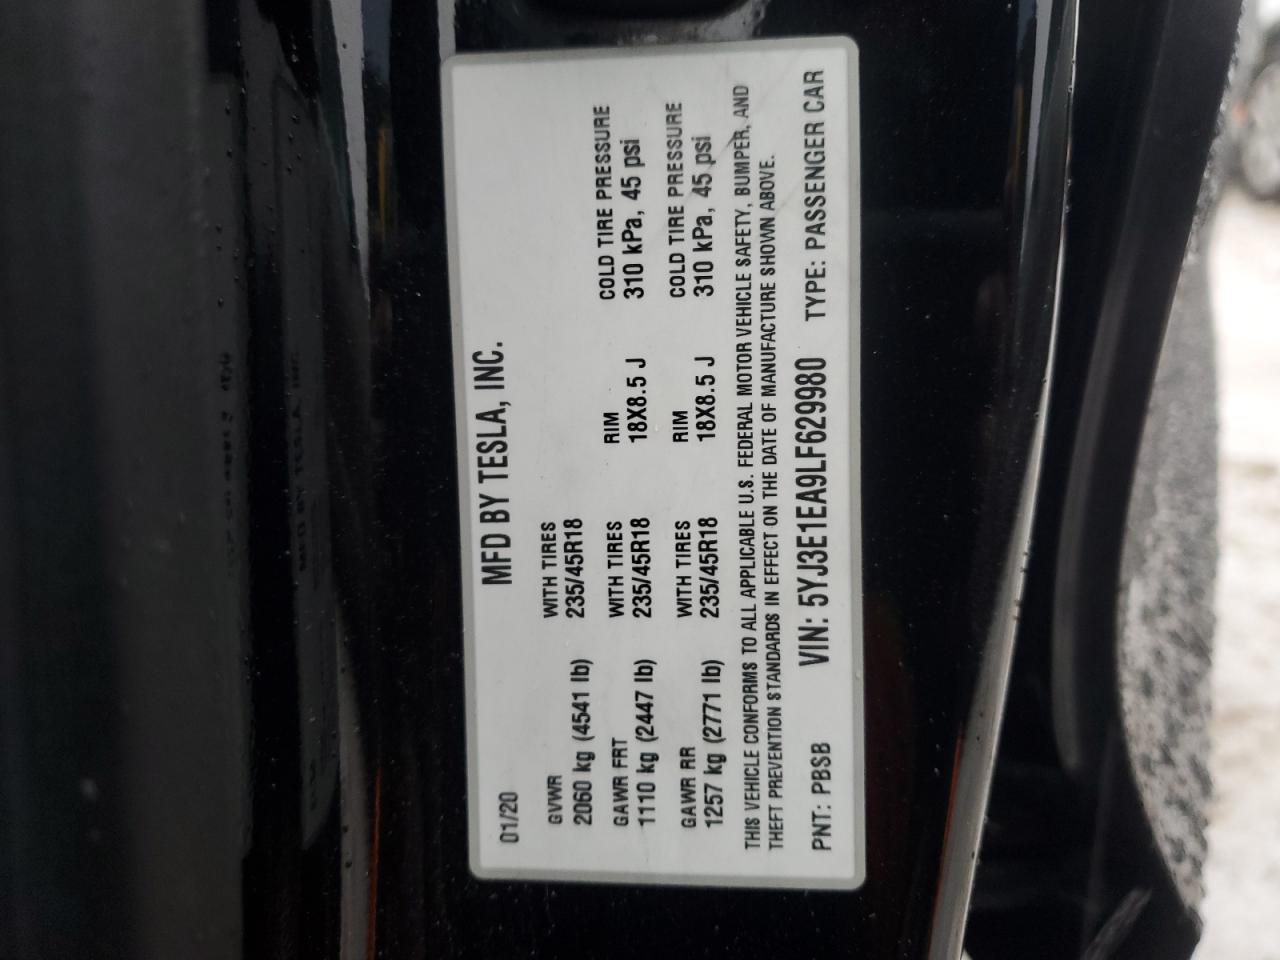 MFD BY TESLA, INC.
01/20
GVWR WITH TIRES
2060 kg (4541 lb) 235/45R18
GAWR FRT WITH TIRES RIM COLD TIRE PRESSURE
1110 kg (2447 lb) 235/45R18 18X8.5 J 310 kPa, 45 psi
GAWR RR WITH TIRES RIM COLD TIRE PRESSURE
1257 kg (2771 lb) 235/45R18 18X8.5 J 310 kPa, 45 psi
THIS VEHICLE CONFORMS TO ALL APPLICABLE U.S. FEDERAL MOTOR VEHICLE SAFETY, BUMPER, AND
THEFT PREVENTION STANDARDS IN EFFECT ON THE DATE OF MANUFACTURE SHOWN ABOVE.
PNT: PBSB VIN: 5YJ3E1EA9LF629980 TYPE: PASSENGER CAR